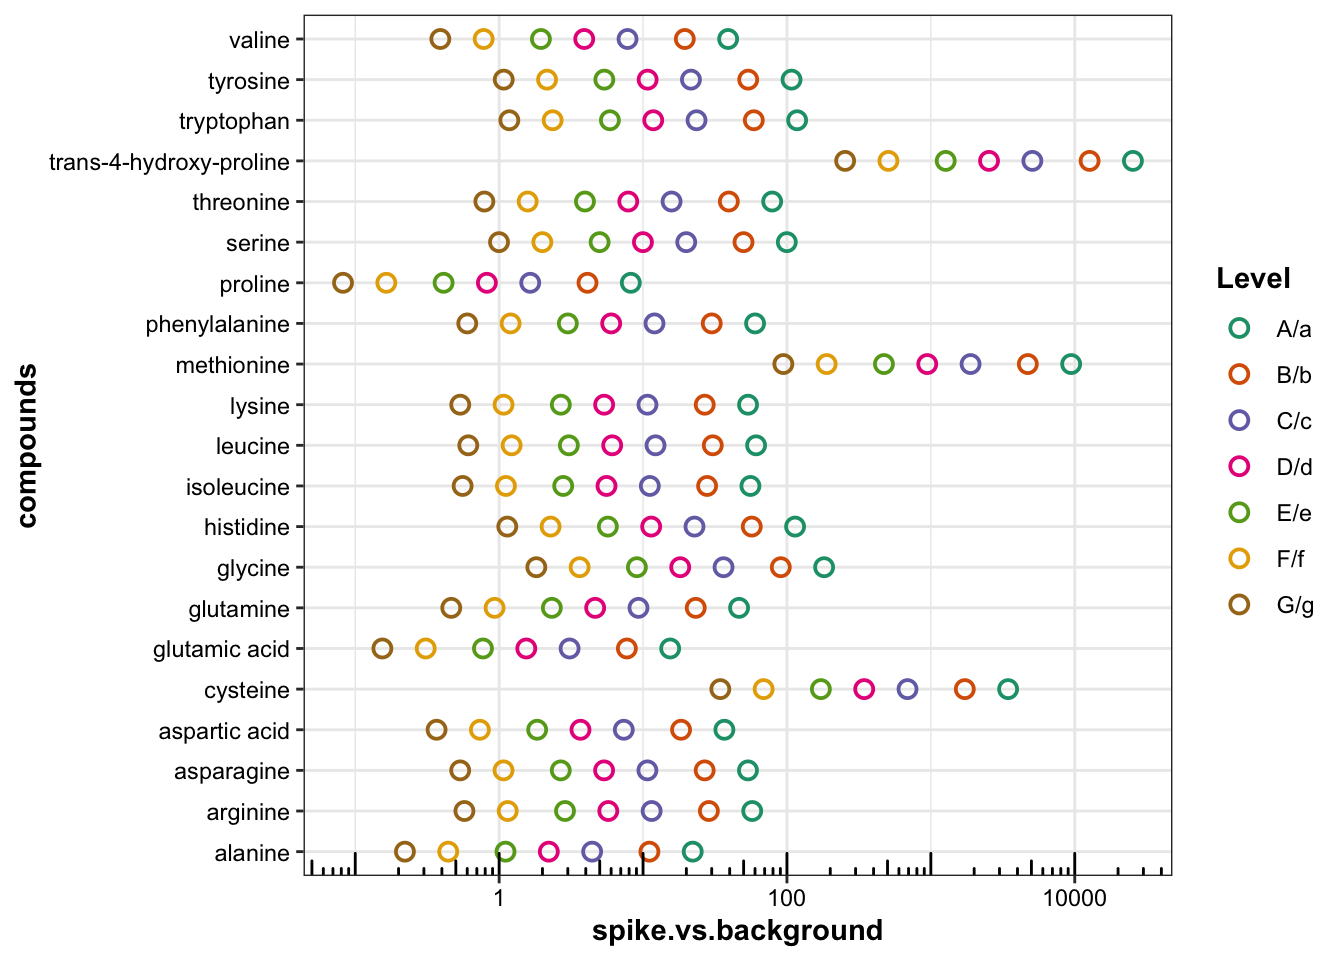 valine
tyrosine
tryptophan
trans-4-hydroxy-proline
threonine
serine
proline
phenylalanine
methionine
lysine
leucine
isoleucine
histidine
glycine
glutamine
glutamic acid
cysteine
aspartic acid
asparagine
arginine
alanine
compounds
1 100 10000
spike.vs.background
Level
A/a
B/b
C/c
D/d
E/e
F/f
G/g